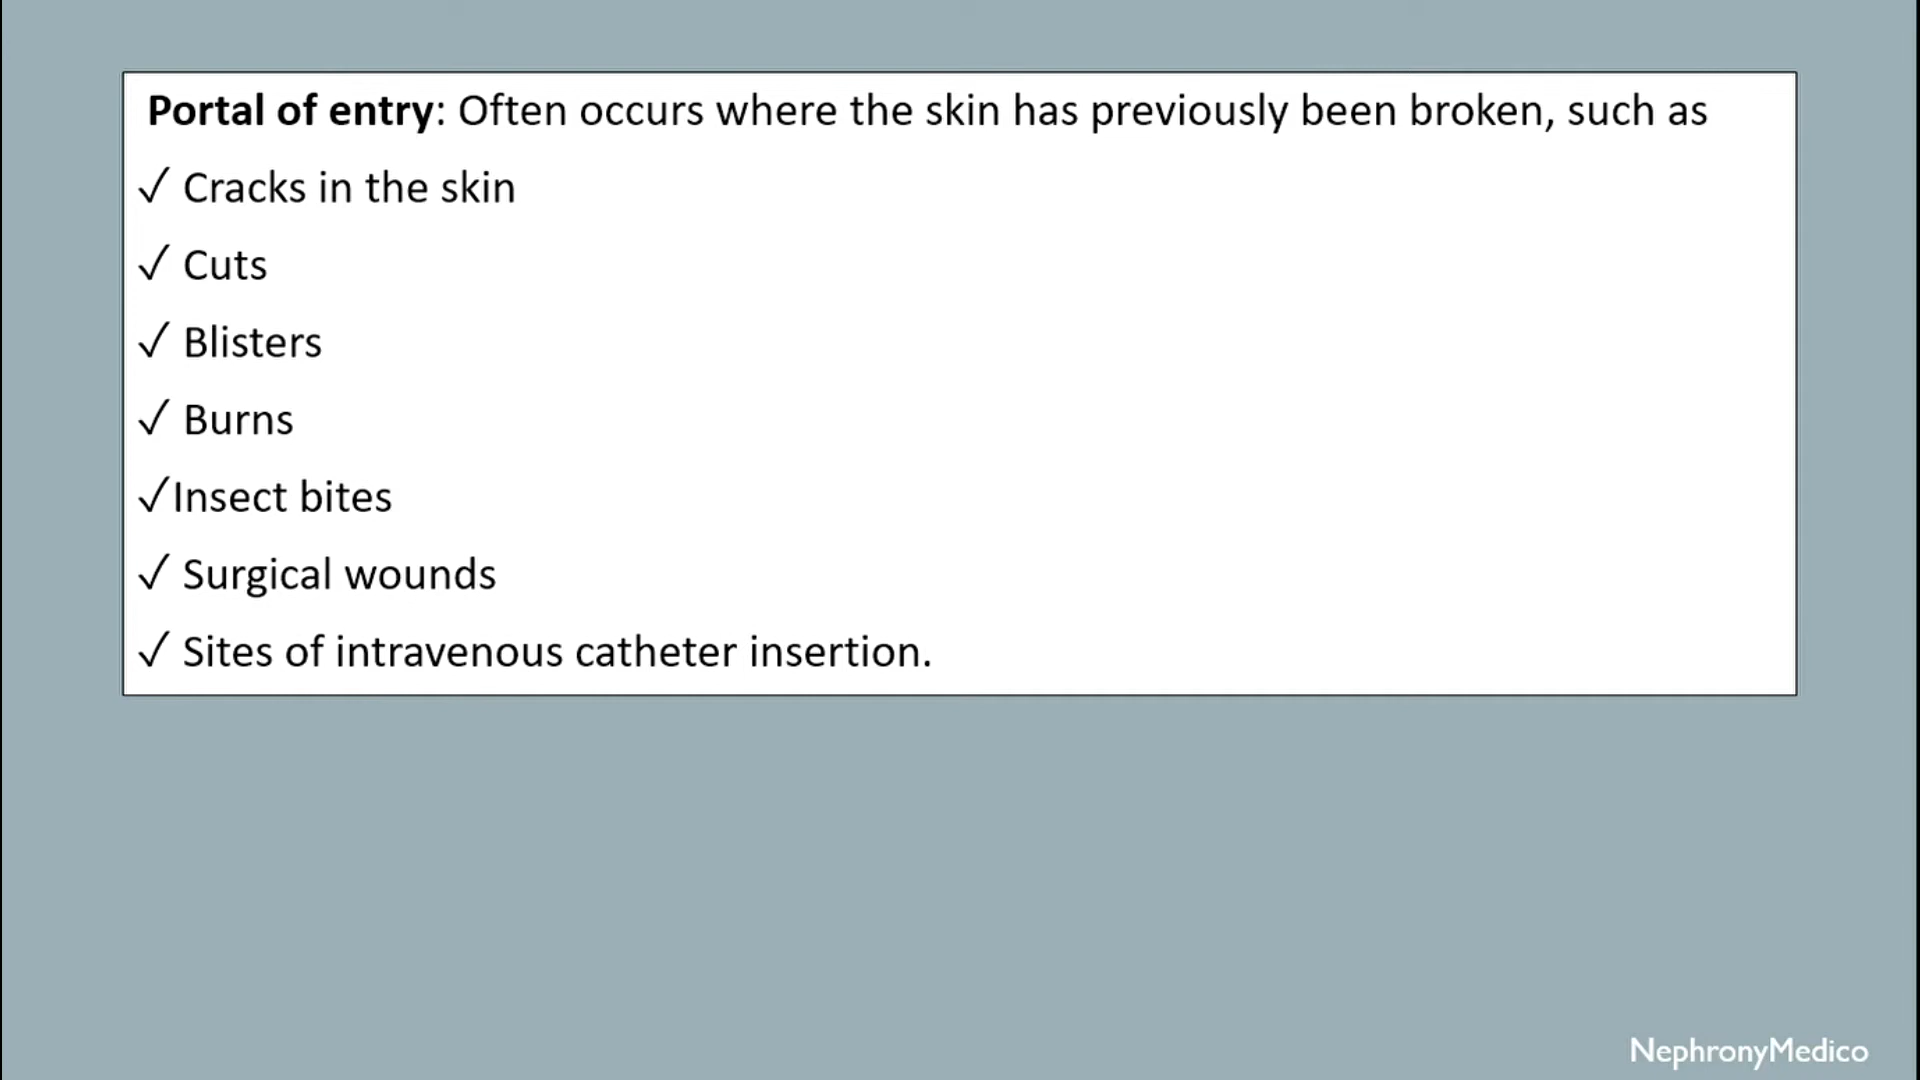 Portal of entry: Often occurs where the skin has previously been broken, such as
✓ Cracks in the skin
✓ Cuts
✓ Blisters
✓ Burns
✓Insect bites
✓ Surgical wounds
✓ Sites of intravenous catheter insertion.
NephronyMedico